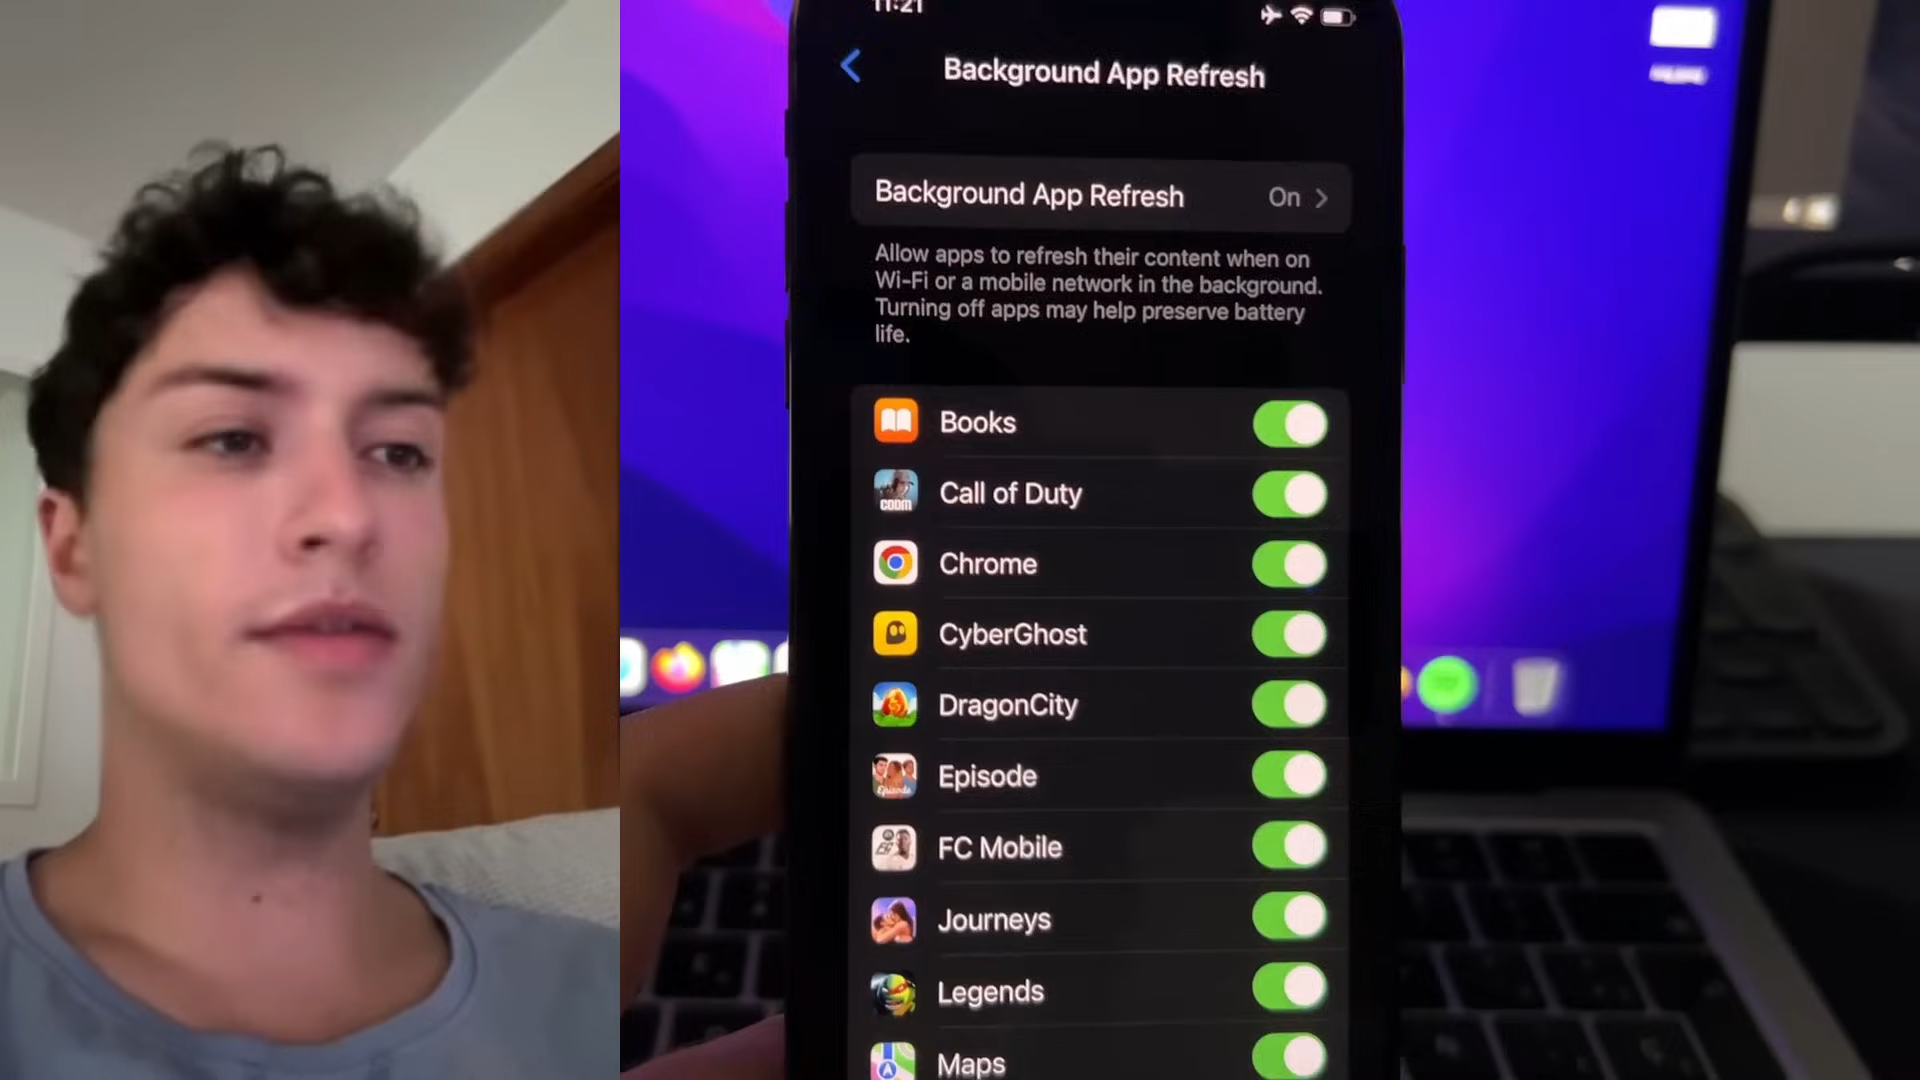 11:21
Background App Refresh
Background App Refresh On
Allow apps to refresh their content when on
Wi-Fi or a mobile network in the background.
Turning off apps may help preserve battery
life.
Books
CODM
Call of Duty
Chrome
CyberGhost
DragonCity
Episode
Episode
FC Mobile
Journeys
Legends
Maps